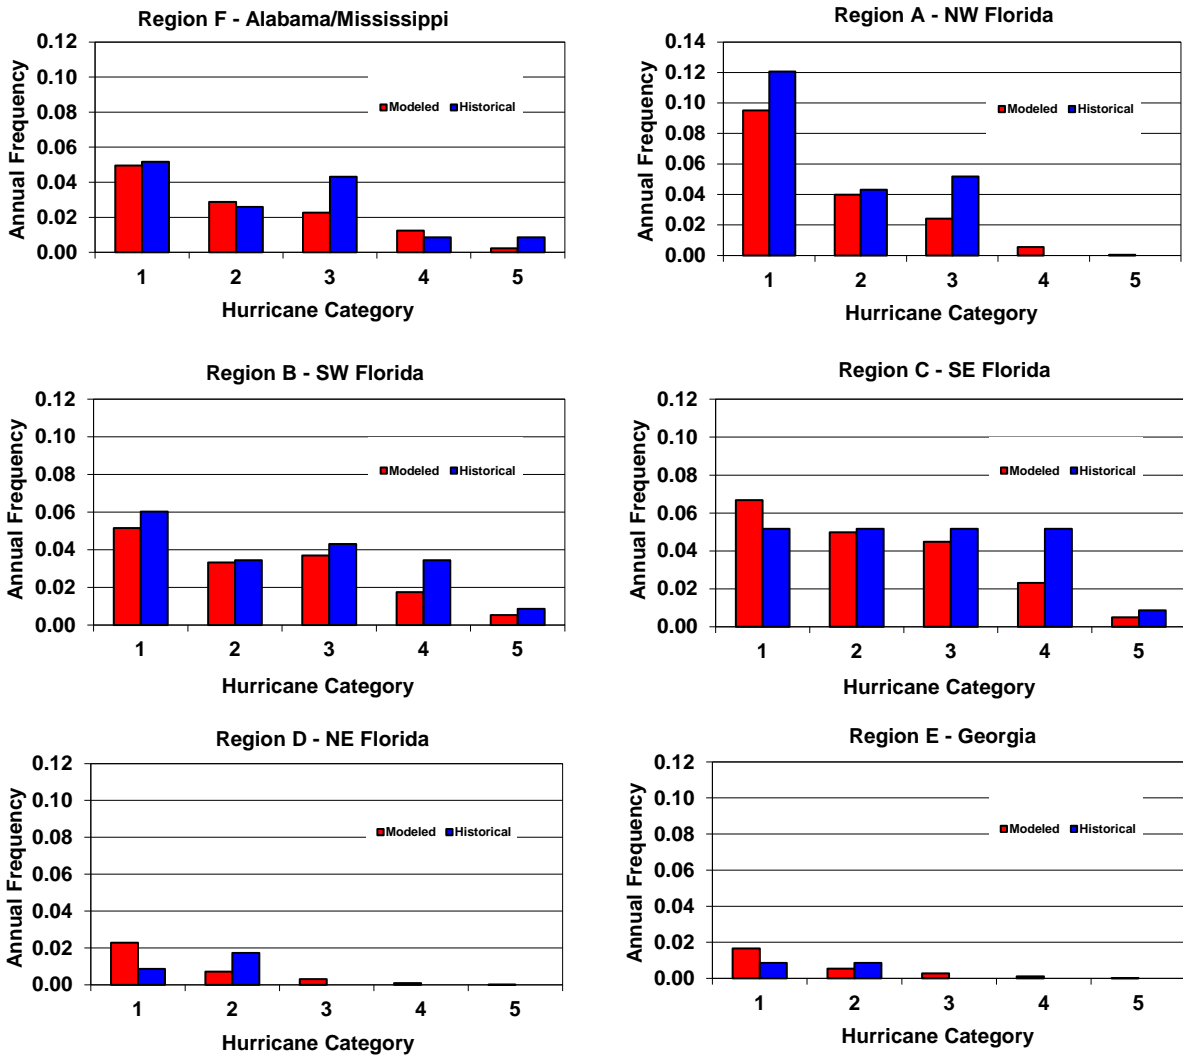 Region F - Alabama/Mississippi
Annual Frequency
0.12
0.10
0.08
0.06
0.04
0.02
0.00
Modeled Historical
1 2 3 4 5
Hurricane Category
Region A - NW Florida
Annual Frequency
0.14
0.12
0.10
0.08
0.06
0.04
0.02
0.00
Modeled Historical
1 2 3 4 5
Hurricane Category
Region B - SW Florida
Annual Frequency
0.12
0.10
0.08
0.06
0.04
0.02
0.00
Modeled Historical
1 2 3 4 5
Hurricane Category
Region C - SE Florida
Annual Frequency
0.12
0.10
0.08
0.06
0.04
0.02
0.00
Modeled Historical
1 2 3 4 5
Hurricane Category
Region D - NE Florida
Annual Frequency
0.12
0.10
0.08
0.06
0.04
0.02
0.00
Modeled Historical
1 2 3 4 5
Hurricane Category
Region E - Georgia
Annual Frequency
0.12
0.10
0.08
0.06
0.04
0.02
0.00
Modeled Historical
1 2 3 4 5
Hurricane Category